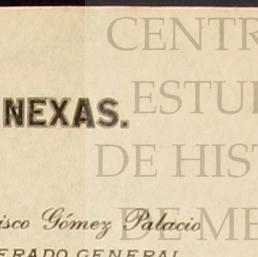 CENTR
ESTU
NEXAS.
DE HIST
isco Gómez Palacio
DE ME
ERADO GENERAL